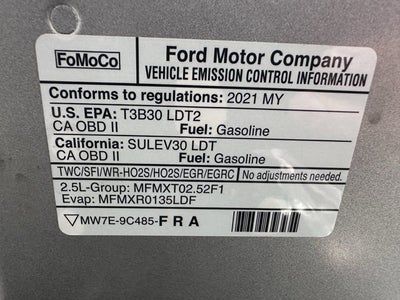 FoMoCo
Ford Motor Company
VEHICLE EMISSION CONTROL INFORMATION
Conforms to regulations: 2021 MY
U.S. EPA: T3B30 LDT2
CA OBD II Fuel: Gasoline
California: SULEV30 LDT
CA OBD II Fuel: Gasoline
TWC/SFI/WR-HO2S/HO2S/EGR/EGRC No adjustments needed.
2.5L-Group: MFMXT02.52F1
Evap: MFMXR0135LDF
MW7E-9C485-F R A